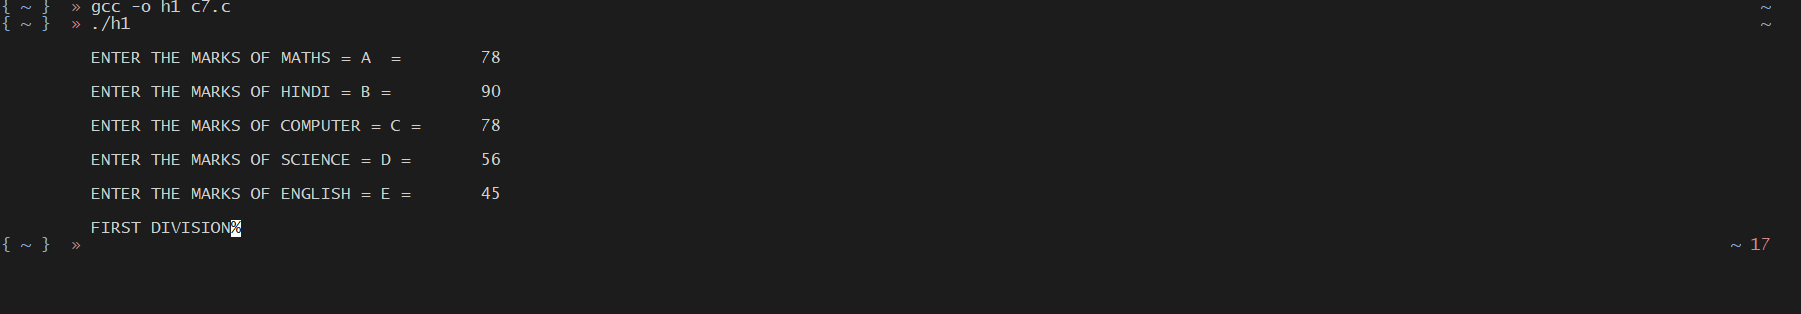 { ~ } » gcc -o h1 c7.c ~
{ ~ } » ./h1 ~
ENTER THE MARKS OF MATHS = A = 78
ENTER THE MARKS OF HINDI = B = 90
ENTER THE MARKS OF COMPUTER = C = 78
ENTER THE MARKS OF SCIENCE = D = 56
ENTER THE MARKS OF ENGLISH = E = 45
FIRST DIVISION%
{ ~ } » ~ 17